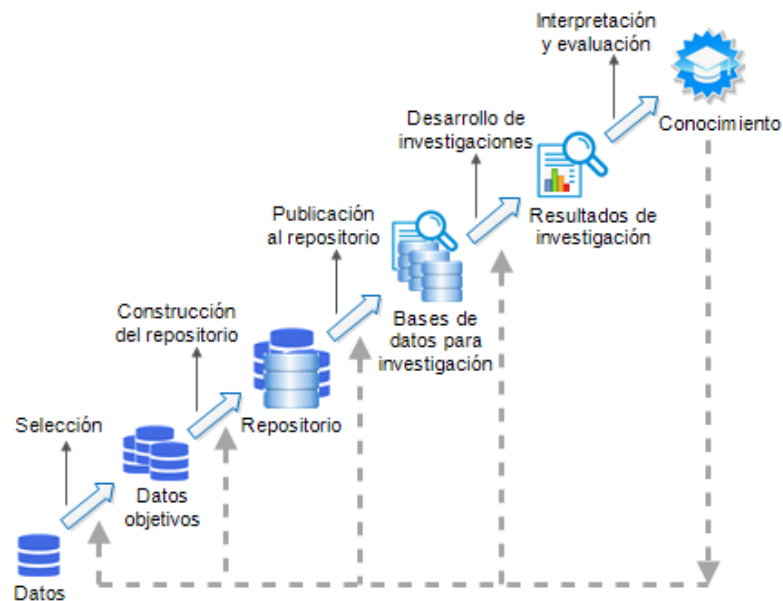 Interpretación
y evaluación
Conocimiento
Desarrollo de
investigaciones
Resultados de
investigación
Publicación
al repositorio
Bases de
datos para
investigación
Construcción
del repositorio
Repositorio
Selección
Datos
objetivos
Datos